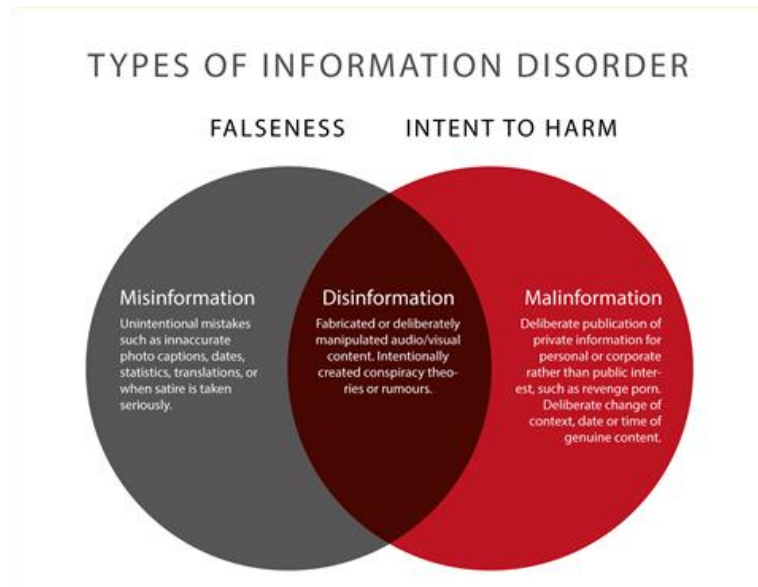 TYPES OF INFORMATION DISORDER
FALSENESS
INTENT TO HARM
Misinformation
Unintentional mistakes
such as innaccurate
photo captions, dates,
statistics, translations, or
when satire is taken
seriously.
Disinformation
Fabricated or deliberately
manipulated audio/visual
content. Intentionally
created conspiracy theo-
ries or rumours.
Malinformation
Deliberate publication of
private information for
personal or corporate
rather than public inter-
est, such as revenge porn.
Deliberate change of
context, date or time of
genuine content.